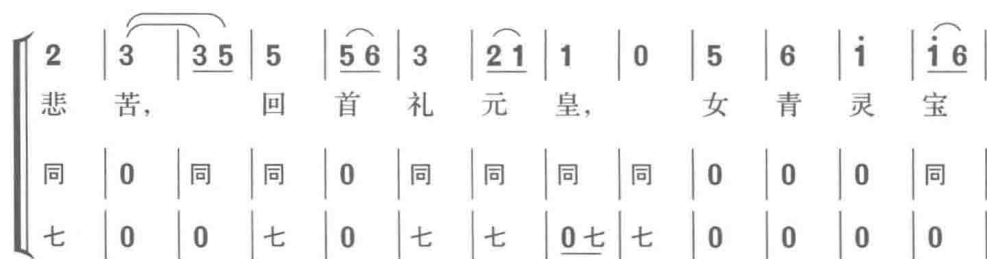 2 | 3 | 3 5 | 5 | 5 6 | 3 | 2 1 | 1 | 0 | 5 | 6 | i | i 6 |
悲 苦, 回 首 礼 元 皇, 女 青 灵 宝
同 | 0 | 同 | 同 | 0 | 同 | 同 | 同 | 同 | 0 | 0 | 0 | 同 |
七 | 0 | 0 | 七 | 0 | 七 | 七 | 0 七 | 七 | 0 | 0 | 0 | 0 |